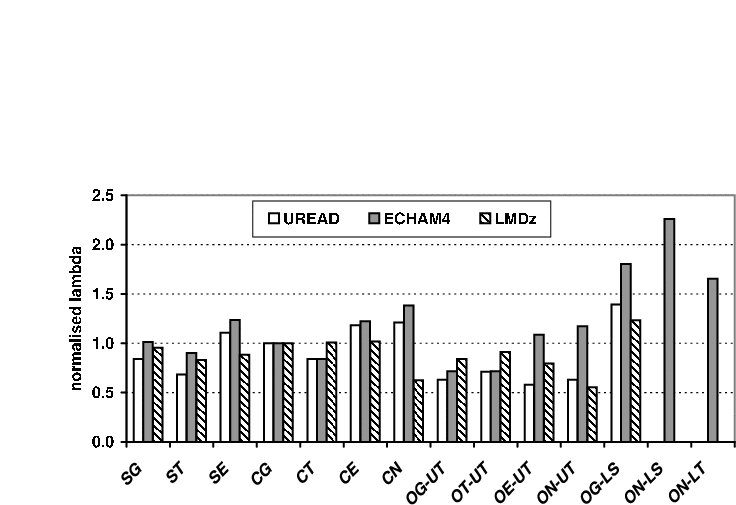 2.5
UREAD ECHAM4 LMDz
2.0
1.5
1.0
0.5
0.0
normalised lambda
SG ST SE CG CT CE CN OG-UT OT-UT OE-UT ON-UT OG-LS ON-LS ON-LT